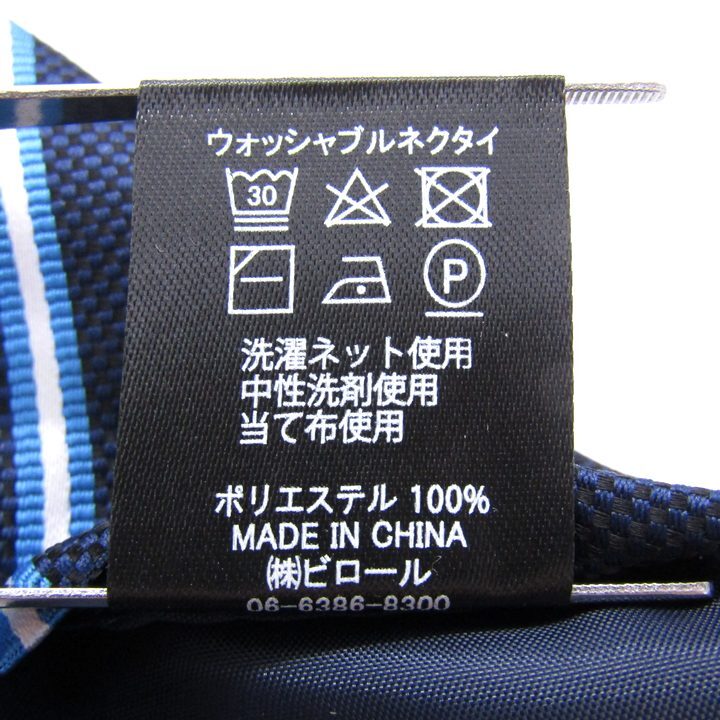 ウォッシャブルネクタイ
30
P
洗濯ネット使用
中性洗剤使用
当て布使用
ポリエステル 100%
MADE IN CHINA
㈱ビロール
06-6386-8300